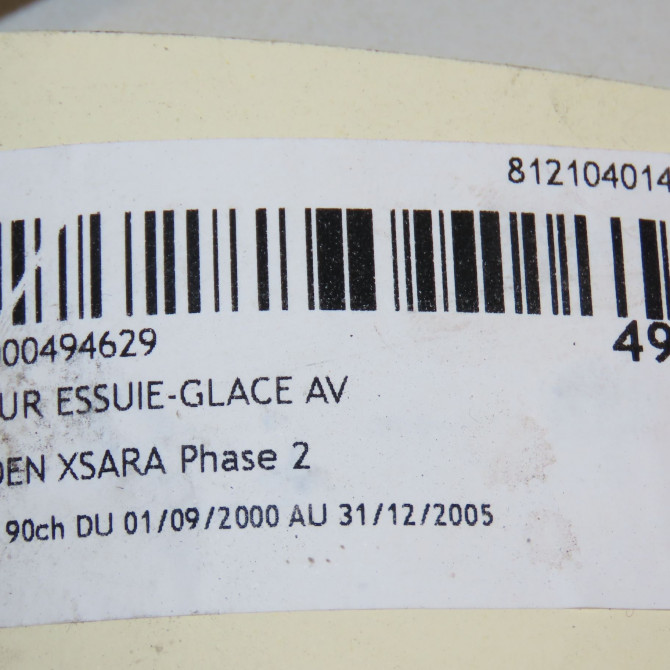 812104014
00494629
49
UR ESSUIE-GLACE AV
DEN XSARA Phase 2
90ch DU 01/09/2000 AU 31/12/2005